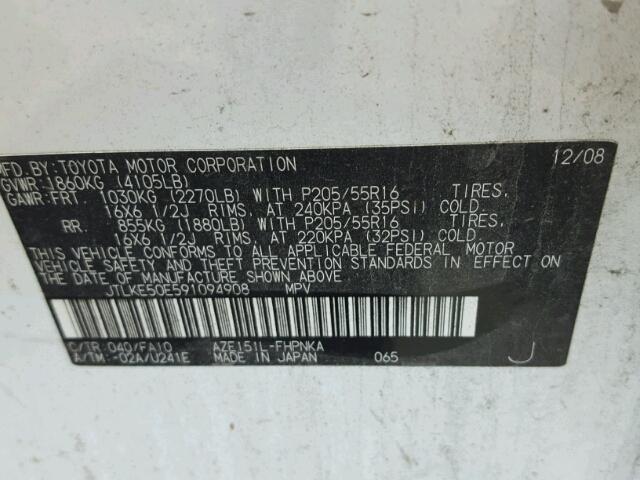 MFD.BY:TOYOTA MOTOR CORPORATION 12/08
GVWR:1860KG (4105LB)
GAWR:FRT 1030KG (2270LB) WITH P205/55R16 TIRES,
16X6 1/2J RIMS, AT 240KPA (35PSI) COLD.
RR. 855KG (1880LB) WITH P205/55R16 TIRES,
16X6 1/2J RIMS, AT 220KPA (32PSI) COLD.
THIS VEHICLE CONFORMS TO ALL APPLICABLE FEDERAL MOTOR
VEHICLE SAFETY AND THEFT PREVENTION STANDARDS IN EFFECT
ON THE DATE OF MANUFACTURE SHOWN ABOVE.
JTLKE50E591094908 MPV
C/TR:040/FA10 AZE151L-FHPNKA
A/TM:-02A/U241E MADE IN JAPAN 065 J